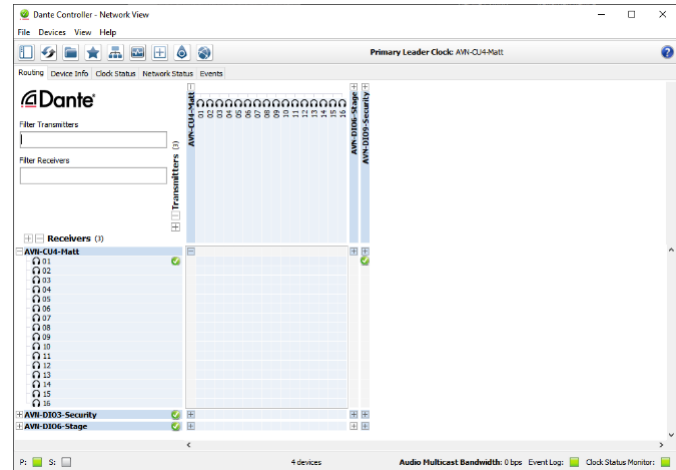 Dante Controller - Network View
File Devices View Help
Primary Leader Clock: AVN-CU4-Matt
Routing Device Info Clock Status Network Status Events
Dante
Filter Transmitters
Filter Receivers
Transmitters (3)
AVN-CU4-Matt
01 02 03 04 05 06 07 08 09 10 11 12 13 14 15 16
AVN-DIO6-Stage
AVN-DIO9-Security
Receivers (3)
AVN-CU4-Matt
01
02
03
04
05
06
07
08
09
10
11
12
13
14
15
16
AVN-DIO3-Security
AVN-DIO6-Stage
P: S: 4 devices Audio Multicast Bandwidth: 0 bps Event Log: Clock Status Monitor: